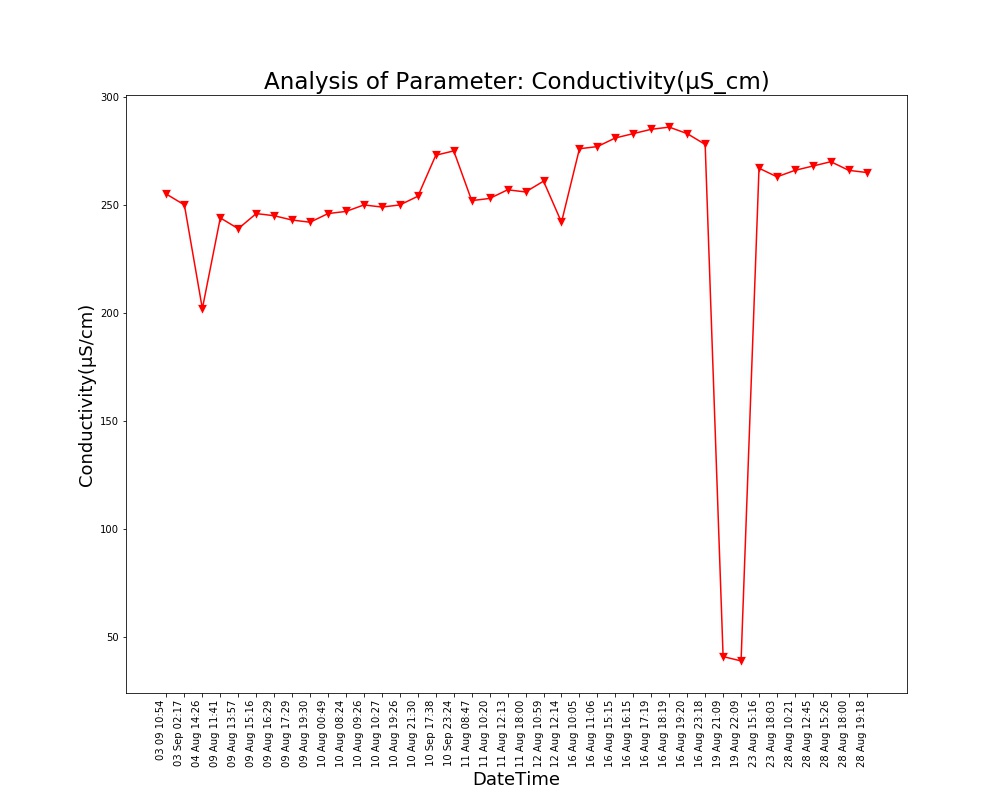 Analysis of Parameter: Conductivity(μS_cm)
Conductivity(μS/cm)
300
250
200
150
100
50
03 09 10:54
03 Sep 02:17
04 Aug 14:26
09 Aug 11:41
09 Aug 13:57
09 Aug 15:16
09 Aug 16:29
09 Aug 17:29
09 Aug 19:30
10 Aug 00:49
10 Aug 08:24
10 Aug 09:26
10 Aug 10:27
10 Aug 19:26
10 Aug 21:30
10 Sep 17:38
10 Sep 23:24
11 Aug 08:47
11 Aug 10:20
11 Aug 12:13
11 Aug 18:00
12 Aug 10:59
12 Aug 12:14
16 Aug 10:05
16 Aug 11:06
16 Aug 15:15
16 Aug 16:15
16 Aug 17:19
16 Aug 18:19
16 Aug 19:20
16 Aug 23:18
19 Aug 21:09
19 Aug 22:09
23 Aug 15:16
23 Aug 18:03
28 Aug 10:21
28 Aug 12:45
28 Aug 15:26
28 Aug 18:00
28 Aug 19:18
DateTime